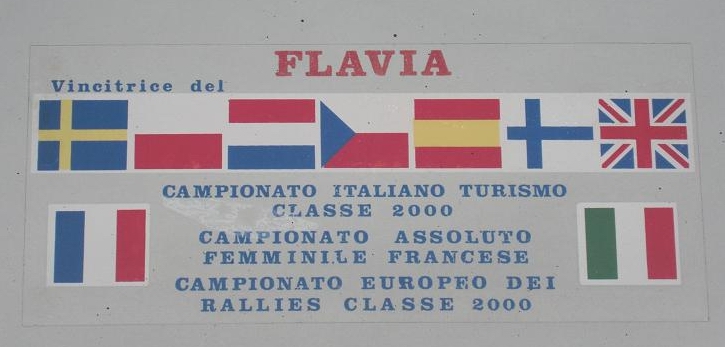 FLAVIA
Vincitrice del
CAMPIONATO ITALIANO TURISMO
CLASSE 2000
CAMPIONATO ASSOLUTO
FEMMINILE FRANCESE
CAMPIONATO EUROPEO DEI
RALLIES CLASSE 2000